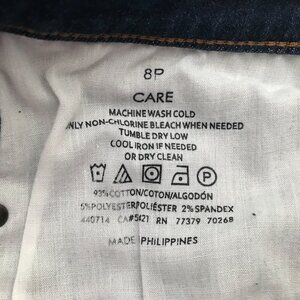 8P
CARE
MACHINE WASH COLD
ONLY NON-CHLORINE BLEACH WHEN NEEDED
TUMBLE DRY LOW
COOL IRON IF NEEDED
OR DRY CLEAN
P
93% COTTON/COTON/ALGODÓN
5% POLYESTER/POLIÉSTER 2% SPANDEX
440714 CA#5421 RN 77379 70268
MADE PHILIPPINES